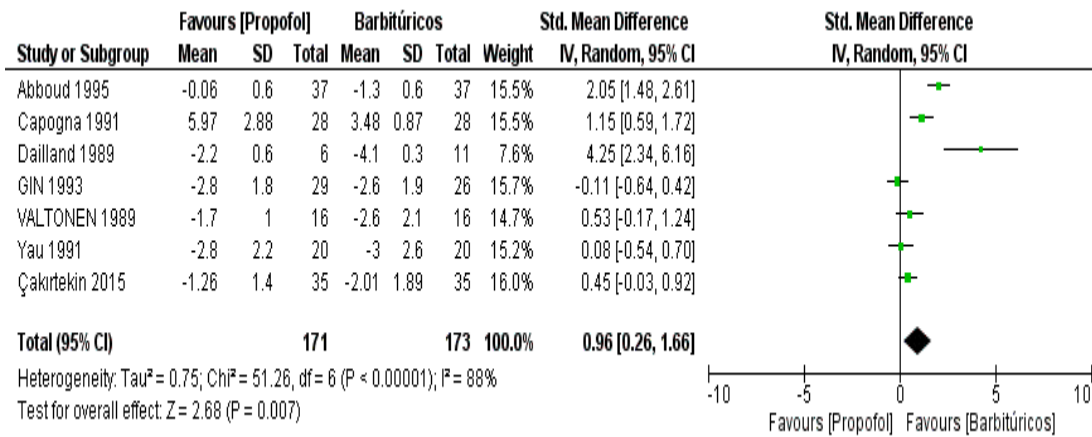 Favours [Propofol] Barbitúricos Std. Mean Difference Std. Mean Difference
Study or Subgroup Mean SD Total Mean SD Total Weight IV, Random, 95% CI IV, Random, 95% CI
Abboud 1995 -0.06 0.6 37 -1.3 0.6 37 15.5% 2.05 [1.48, 2.61]
Capogna 1991 5.97 2.88 28 3.48 0.87 28 15.5% 1.15 [0.59, 1.72]
Dailland 1989 -2.2 0.6 6 -4.1 0.3 11 7.6% 4.25 [2.34, 6.16]
GIN 1993 -2.8 1.8 29 -2.6 1.9 26 15.7% -0.11 [-0.64, 0.42]
VALTONEN 1989 -1.7 1 16 -2.6 2.1 16 14.7% 0.53 [-0.17, 1.24]
Yau 1991 -2.8 2.2 20 -3 2.6 20 15.2% 0.08 [-0.54, 0.70]
Çakırtekin 2015 -1.26 1.4 35 -2.01 1.89 35 16.0% 0.45 [-0.03, 0.92]
Total (95% CI) 171 173 100.0% 0.96 [0.26, 1.66]
Heterogeneity: Tau² = 0.75; Chi² = 51.26, df = 6 (P < 0.00001); I² = 88%
Test for overall effect: Z = 2.68 (P = 0.007)
-10 -5 0 5 10
Favours [Propofol] Favours [Barbitúricos]